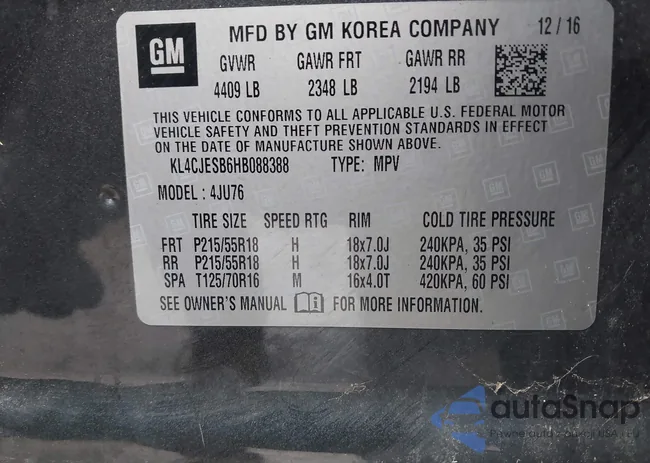 GM
MFD BY GM KOREA COMPANY 12/16
GVWR GAWR FRT GAWR RR
4409 LB 2348 LB 2194 LB
THIS VEHICLE CONFORMS TO ALL APPLICABLE U.S. FEDERAL MOTOR
VEHICLE SAFETY AND THEFT PREVENTION STANDARDS IN EFFECT
ON THE DATE OF MANUFACTURE SHOWN ABOVE.
KL4CJESB6HB088388 TYPE: MPV
MODEL : 4JU76
TIRE SIZE SPEED RTG RIM COLD TIRE PRESSURE
FRT P215/55R18 H 18x7.0J 240KPA, 35 PSI
RR P215/55R18 H 18x7.0J 240KPA, 35 PSI
SPA T125/70R16 M 16x4.0T 420KPA, 60 PSI
SEE OWNER'S MANUAL FOR MORE INFORMATION.
autaSnap